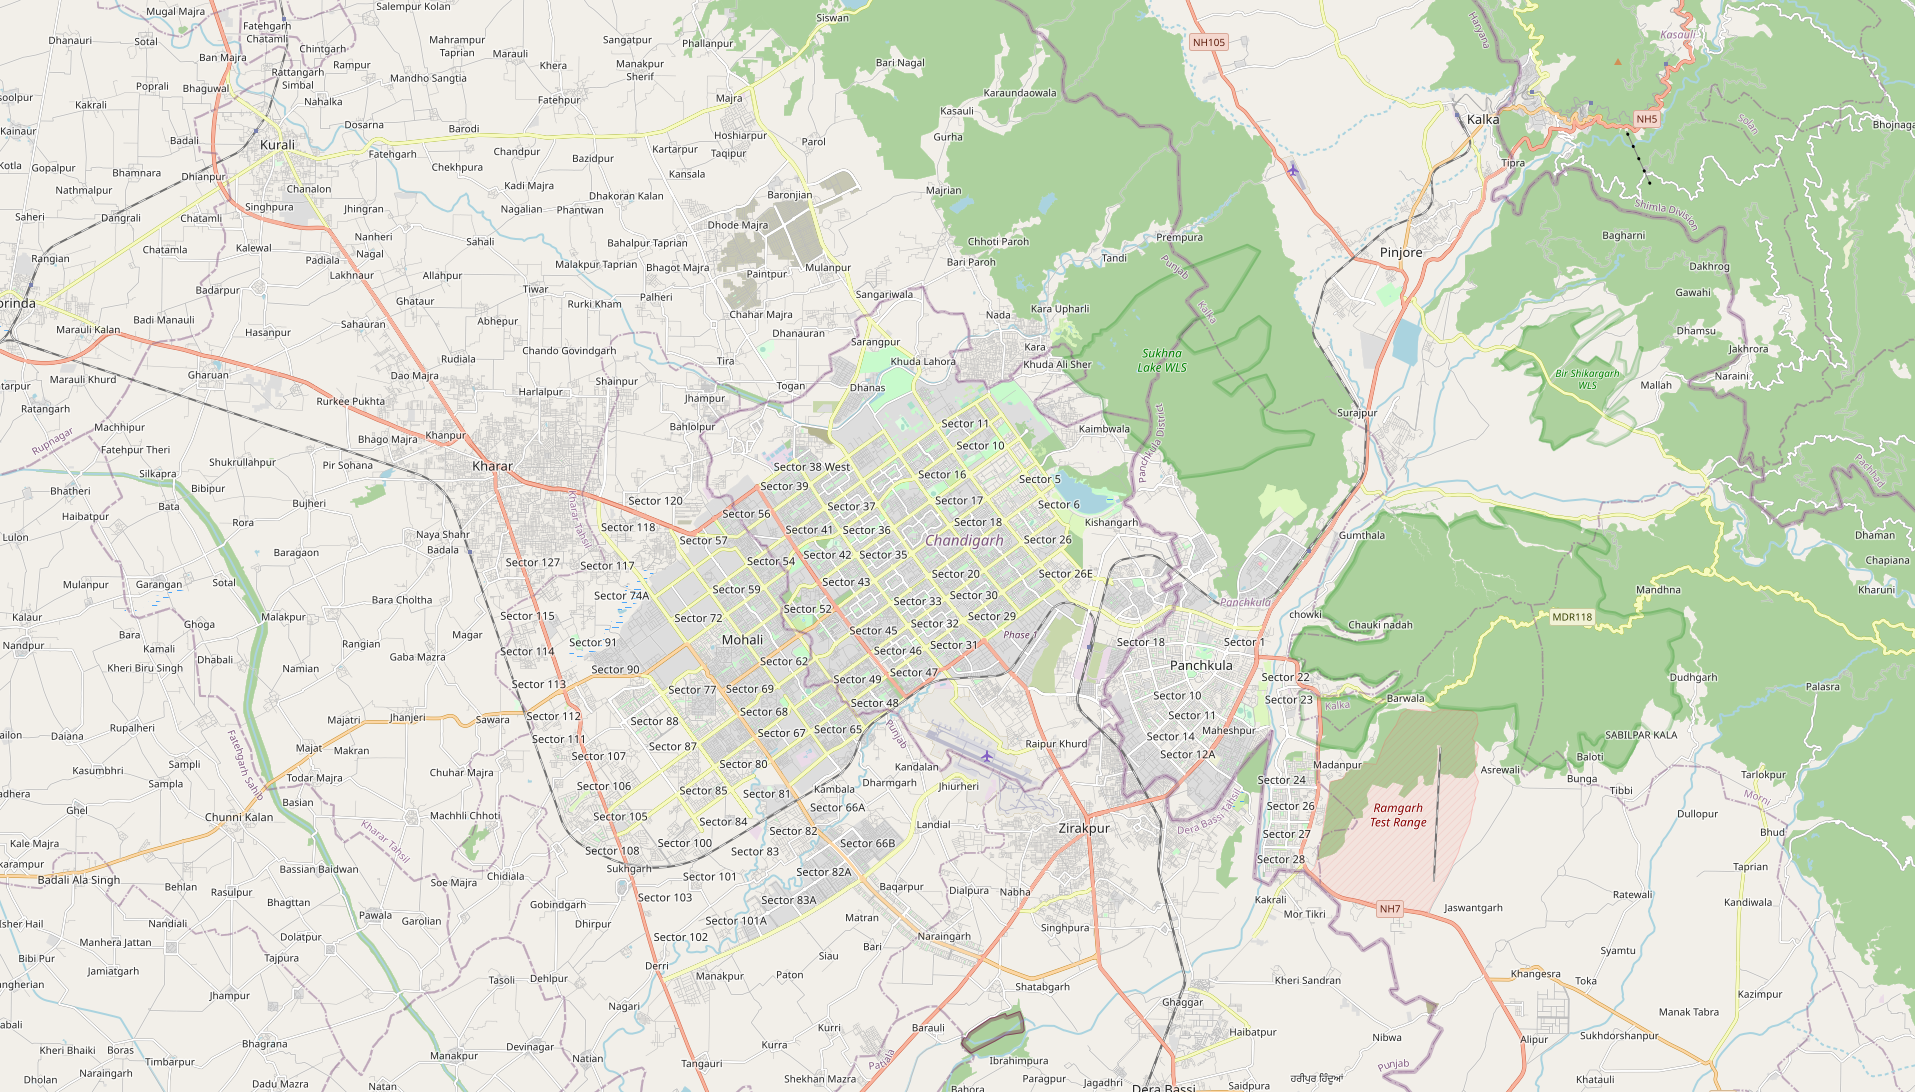 Mugal Majra
Salempur Kolan
Siswan
Fatehgarh
Chatamli
Dhanauri
Sotal
Chintgarh
Mahrampur
Taprian
Marauli
Sangatpur
Phallanpur
NH105
Haryana
Kasauli
Ban Majra
Rampur
Khera
Manakpur
Sherif
Bari Nagal
Rattangarh
Simbal
Mandho Sangtia
Poprali
Bhaguwal
Nahalka
Fatehpur
Majra
Karaundaowala
Kasauli
Kakrali
Kainaur
Dosarna
Barodi
Hoshiarpur
Taqipur
Gurha
Kalka
NH5
Solan
Badali
Kurali
Fatehgarh
Chandpur
Kartarpur
Parol
Kotla
Gopalpur
Bhamnara
Dhianpur
Chekhpura
Bazidpur
Kansala
Tipra
Nathmalpur
Chanalon
Kadi Majra
Dhakoran Kalan
Baronjian
Majrian
Saheri
Dangrali
Chatamli
Singhpura
Jhingran
Nagalian
Phantwan
Dhode Majra
Shimla Division
Nanheri
Sahali
Bahalpur Taprian
Chhoti Paroh
Prempura
Bagharni
Rangian
Chatamla
Kalewal
Nagal
Padiala
Malakpur Taprian
Bhagot Majra
Paintpur
Mulanpur
Bari Paroh
Tandi
Punjab
Pinjore
Dakhrog
Lakhnaur
Allahpur
Badarpur
Ghataur
Tiwar
Rurki Kham
Palheri
Sangariwala
Gawahi
Badi Manauli
Abhepur
Chahar Majra
Nada
Kara Upharli
Kalka
Marauli Kalan
Hasanpur
Sahauran
Dhanauran
Sarangpur
Kara
Dhamsu
Rudiala
Chando Govindgarh
Tira
Khuda Lahora
Khuda Ali Sher
Sukhna
Lake WLS
Jakhrora
Marauli Khurd
Gharuan
Dao Majra
Shainpur
Togan
Dhanas
Bir Shikargarh
WLS
Naraini
Mallah
Ratangarh
Rurkee Pukhta
Harlalpur
Jhampur
Surajpur
Machhipur
Khanpur
Bahlolpur
Sector 11
Kaimbwala
Rupnagar
Bhago Majra
Sector 10
Panchkula District
Fatehpur Theri
Shukrullahpur
Pir Sohana
Kharar
Sector 38 West
Sector 16
Sector 5
Pachhad
Silkapra
Bibipur
Sector 39
Bhatheri
Bujheri
Sector 120
Sector 37
Sector 17
Sector 6
Bata
Kharar Tahsil
Sector 56
Haibatpur
Rora
Sector 118
Sector 41
Sector 36
Sector 18
Kishangarh
Lulon
Naya Shahr
Sector 57
Chandigarh
Sector 26
Gumthala
Dhaman
Badala
Baragaon
Sector 42
Sector 35
Sector 127
Sector 117
Sector 54
Sector 20
Sector 26E
Chapiana
Mulanpur
Garangan
Sotal
Sector 59
Sector 43
Mandhna
Kharuni
Bara Choltha
Sector 74A
Sector 33
Sector 30
Panchkula
Kalaur
Malakpur
Sector 115
Sector 72
Sector 52
Sector 32
Sector 29
chowki
MDR118
Chauki nadah
Ghoga
Bara
Magar
Sector 91
Mohali
Sector 45
Phase 1
Nandpur
Kamali
Rangian
Sector 114
Sector 46
Sector 31
Sector 18
Sector 1
Kheri Biru Singh
Dhabali
Namian
Gaba Mazra
Sector 90
Sector 62
Sector 47
Panchkula
Sector 22
Dudhgarh
Sector 113
Sector 77
Sector 69
Sector 49
Sector 10
Sector 23
Barwala
Palasra
Sector 48
Kalka
Majatri
Jhanjeri
Sawara
Sector 112
Sector 88
Sector 68
Sector 11
Rupalheri
Daiana
Sector 67
Sector 65
Punjab
Sector 14
Maheshpur
SABILPAR KALA
Majat
Makran
Sector 111
Sector 87
Raipur Khurd
Sector 12A
Fatehgarh Sahib
Sampli
Sector 107
Sector 80
Kandalan
Madanpur
Asrewali
Baloti
Kasumbhri
Todar Majra
Chuhar Majra
Dharmgarh
Sector 24
Bunga
Tarlokpur
Sampla
Sector 106
Sector 85
Sector 81
Kambala
Jhiurheri
Tibbi
Basian
Sector 66A
Sector 26
Ramgarh
Test Range
Morni
Ghel
Chunni Kalan
Machhli Chhoti
Sector 105
Sector 84
Landial
Zirakpur
Dera Bassi Tahsil
Dullopur
Sector 82
Sector 27
Bhud
Kale Majra
Kharar Tahsil
Sector 108
Sector 100
Sector 83
Sector 66B
Sector 28
Bassian Baidwan
Sukhgarh
Taprian
Badali Ala Singh
Behlan
Soe Majra
Chidiala
Sector 101
Sector 82A
Rasulpur
Baqarpur
Dialpura
Nabha
Ratewali
Bhagttan
Gobindgarh
Sector 103
Sector 83A
Kakrali
NH7
Jaswantgarh
Kandiwala
Nandiali
Pawala
Garolian
Dhirpur
Sector 101A
Matran
Mor Tikri
Manhera Jattan
Dolatpur
Sector 102
Naraingarh
Singhpura
Bibi Pur
Tajpura
Bari
Siau
Syamtu
Jamiatgarh
Derri
Manakpur
Paton
Khangesra
Toka
Tasoli
Dehlpur
Shatabgarh
Kheri Sandran
Jhampur
Nagari
Ghaggar
Kazimpur
Kurri
Barauli
Haibatpur
Manak Tabra
Bhagrana
Devinagar
Kurra
Nibwa
Alipur
Sukhdorshanpur
Kheri Bhaiki
Boras
Timbarpur
Manakpur
Natian
Tangauri
Patiala
Ibrahimpura
Punjab
Dholan
Naraingarh
Dadu Mazra
Natan
Shekhan Mazra
Bahora
Paragpur
Jagadhri
Dera Bassi
Saidpura
ਹਰੀਪੁਰ ਹਿੰਦੂਆਂ
Khatauli